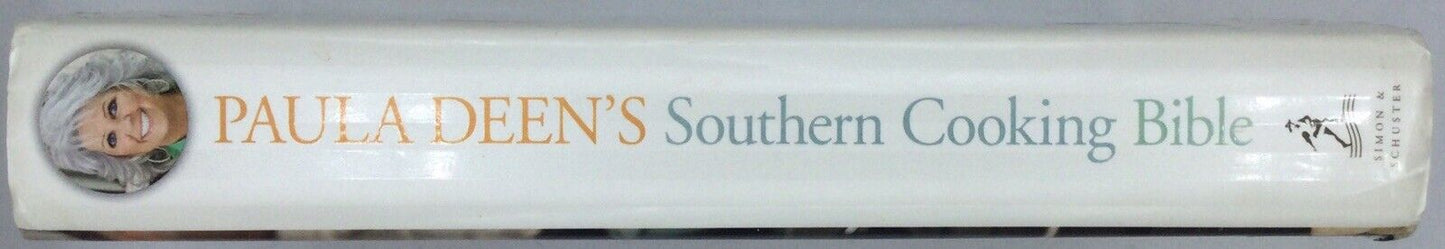 PAULA DEEN'S Southern Cooking Bible
SIMON &
SCHUSTER